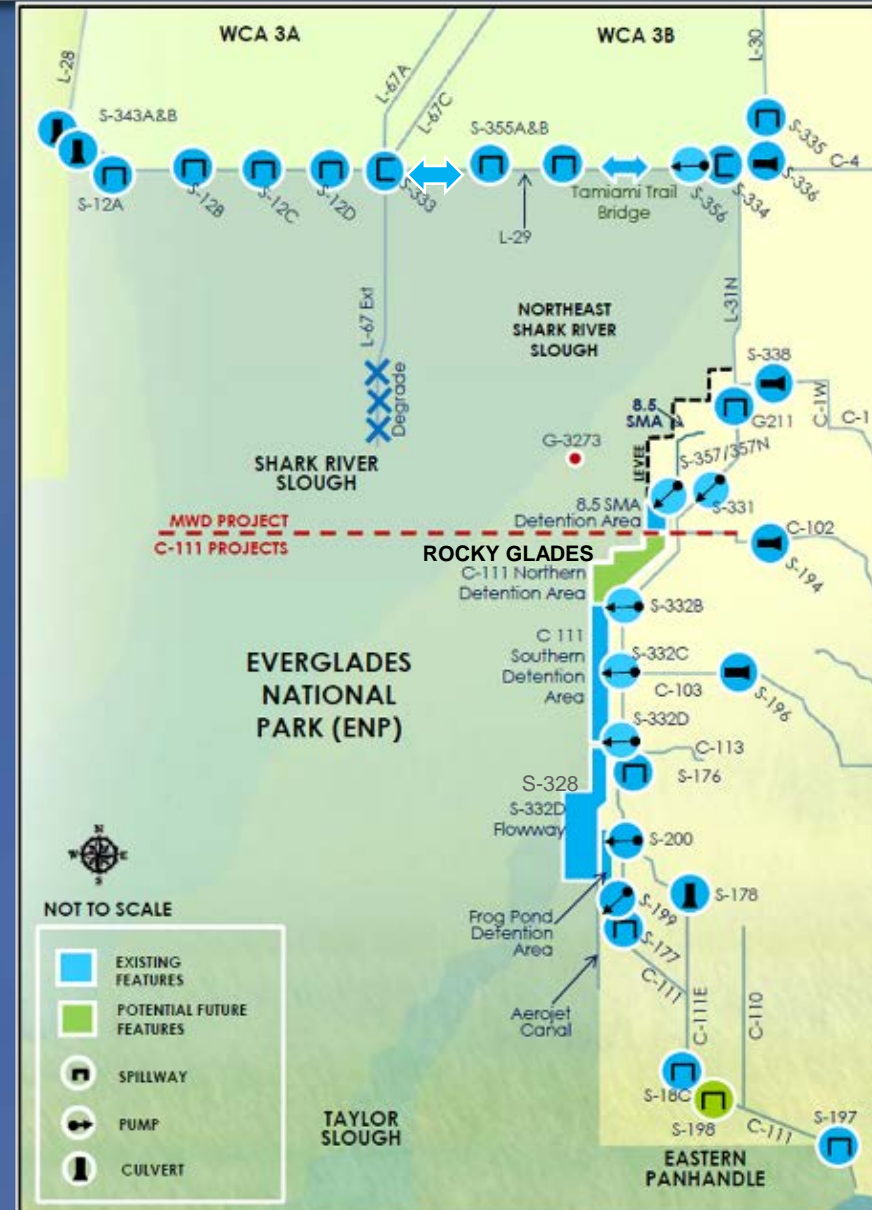 WCA 3A
WCA 3B
L-28
L-67A
L-67C
L-30
S-343A&B
S-355A&B
S-335
C-4
S-336
S-12A
S-12B
S-12C
S-12D
S-333
L-29
Tamiami Trail
Bridge
S-356
S-334
L-67 Ext
Degrade
NORTHEAST
SHARK RIVER
SLOUGH
L-31N
S-338
C-1W
C-1
G211
8.5
SMA
LEVEE
G-3273
S-357/357N
S-331
SHARK RIVER
SLOUGH
8.5 SMA
Detention Area
MWD PROJECT
C-111 PROJECTS
C-102
S-194
ROCKY GLADES
C-111 Northern
Detention Area
S-332B
C 111
Southern
Detention
Area
S-332C
C-103
S-196
EVERGLADES
NATIONAL
PARK (ENP)
S-332D
C-113
S-176
S-328
S-332D
Flowway
S-200
N
W
E
S
S-178
S-199
S-177
Frog Pond
Detention
Area
C-111
Aerojet
Canal
C-111E
C-110
NOT TO SCALE
EXISTING
FEATURES
POTENTIAL FUTURE
FEATURES
SPILLWAY
PUMP
CULVERT
TAYLOR
SLOUGH
S-18C
S-198
C-111
S-197
EASTERN
PANHANDLE